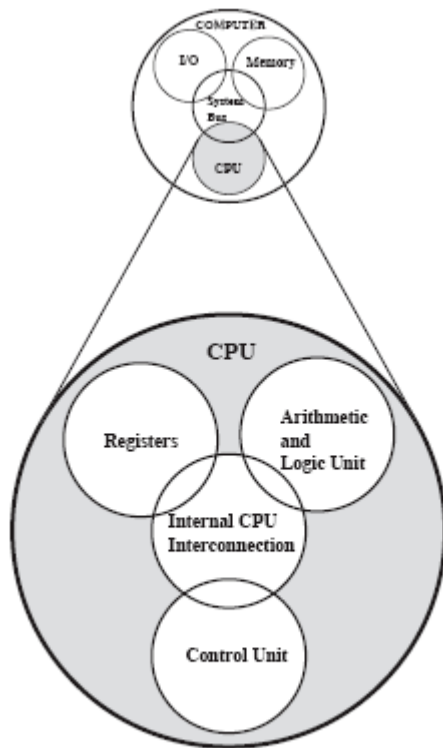 COMPUTER
I/O
Memory
System
Bus
CPU
CPU
Registers
Arithmetic
and
Logic Unit
Internal CPU
Interconnection
Control Unit